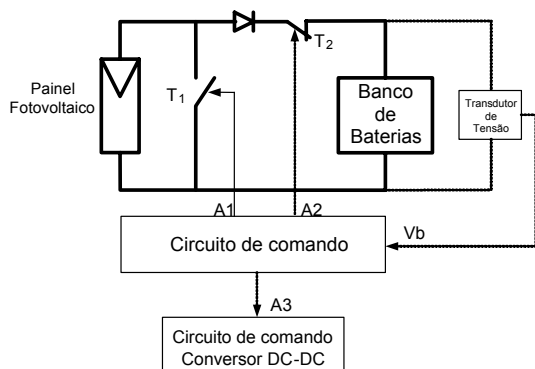 Painel
Fotovoltaico
T1
T2
Banco
de
Baterias
Transdutor
de
Tensão
A1
A2
Vb
Circuito de comando
A3
Circuito de comando
Conversor DC-DC